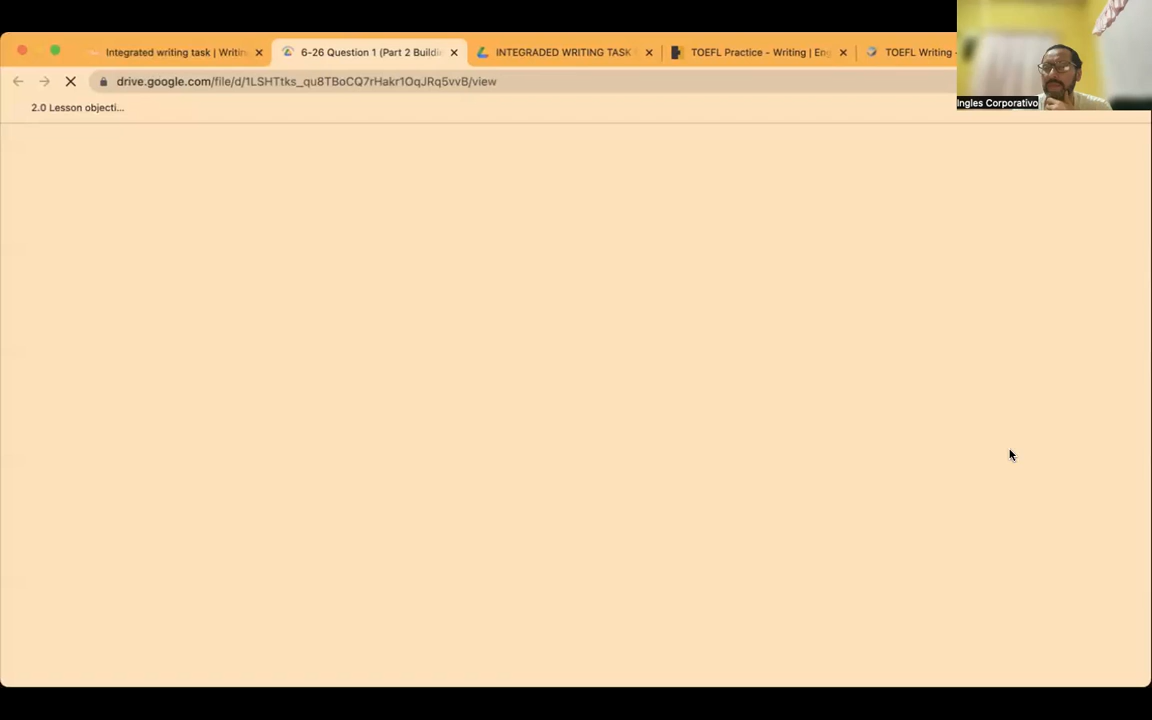 Integrated writing task | Writin
6-26 Question 1 (Part 2 Buildi
INTEGRADED WRITING TASK
TOEFL Practice - Writing | Eng
TOEFL Writing -
drive.google.com/file/d/1LSHTtks_qu8TBoCQ7rHakr1OqJRq5vvB/view
2.0 Lesson objecti...
Ingles Corporativo